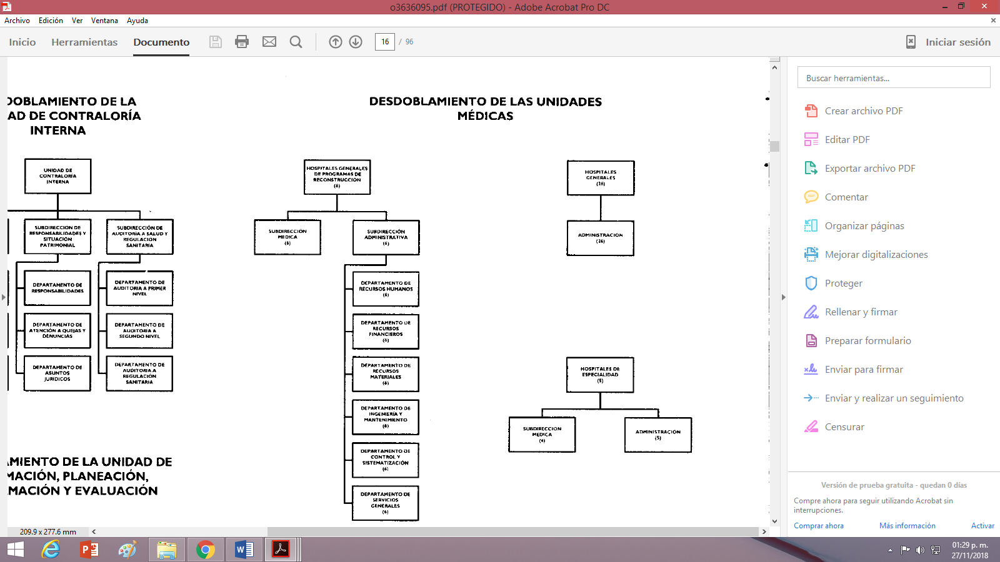 o3636095.pdf (PROTEGIDO) - Adobe Acrobat Pro DC
Archivo Edición Ver Ventana Ayuda
Inicio Herramientas Documento 16 / 96 Iniciar sesión
DOBLAMIENTO DE LA
AD DE CONTRALORÍA
INTERNA
UNIDAD DE
CONTRALORÍA
INTERNA
SUBDIRECCION DE
RESPONSABILIDADES Y
SITUACIÓN
PATRIMONIAL
SUBDIRECCIÓN DE
AUDITORIA A SALUD Y
REGULACION
SANITARIA
DEPARTAMENTO DE
RESPONSABILIDADES
DEPARTAMENTO DE
AUDITORIA A PRIMER
NIVEL
DEPARTAMENTO DE
ATENCIÓN A QUEJAS Y
DENUNCIAS
DEPARTAMENTO DE
AUDITORIA A
SEGUNDO NIVEL
DEPARTAMENTO DE
ASUNTOS
JURIDICOS
DEPARTAMENTO DE
AUDITORIA A
REGULACION
SANITARIA
AMIENTO DE LA UNIDAD DE
MACIÓN, PLANEACIÓN,
MACIÓN Y EVALUACIÓN
DESDOBLAMIENTO DE LAS UNIDADES
MÉDICAS
HOSPITALES GENERALES
DE PROGRAMAS DE
RECONSTRUCCION
(6)
SUBDIRECCION
MEDICA
(6)
SUBDIRECCIÓN
ADMINISTRATIVA
(6)
DEPARTAMENTO DE
RECURSOS HUMANOS
(6)
DEPARTAMENTO DE
RECURSOS
FINANCIEROS
(6)
DEPARTAMENTO DE
RECURSOS
MATERIALES
(6)
DEPARTAMENTO DE
INGENIERÍA Y
MANTENIMIENTO
(6)
DEPARTAMENTO DE
CONTROL Y
SISTEMATIZACIÓN
(6)
DEPARTAMENTO DE
SERVICIOS
GENERALES
(6)
HOSPITALES
GENERALES
(26)
ADMINISTRACION
(26)
HOSPITALES DE
ESPECIALIDAD
(5)
SUBDIRECCION
MEDICA
(4)
ADMINISTRACIÓN
(5)
Buscar herramientas...
Crear archivo PDF
Editar PDF
Exportar archivo PDF
Comentar
Organizar páginas
Mejorar digitalizaciones
Proteger
Rellenar y firmar
Preparar formulario
Enviar para firmar
Enviar y realizar un seguimiento
Censurar
Versión de prueba gratuita - quedan 0 días
Compre ahora para seguir utilizando Acrobat sin
interrupciones.
Comprar ahora Más información Activar
209.9 x 277.6 mm
01:29 p. m.
27/11/2018